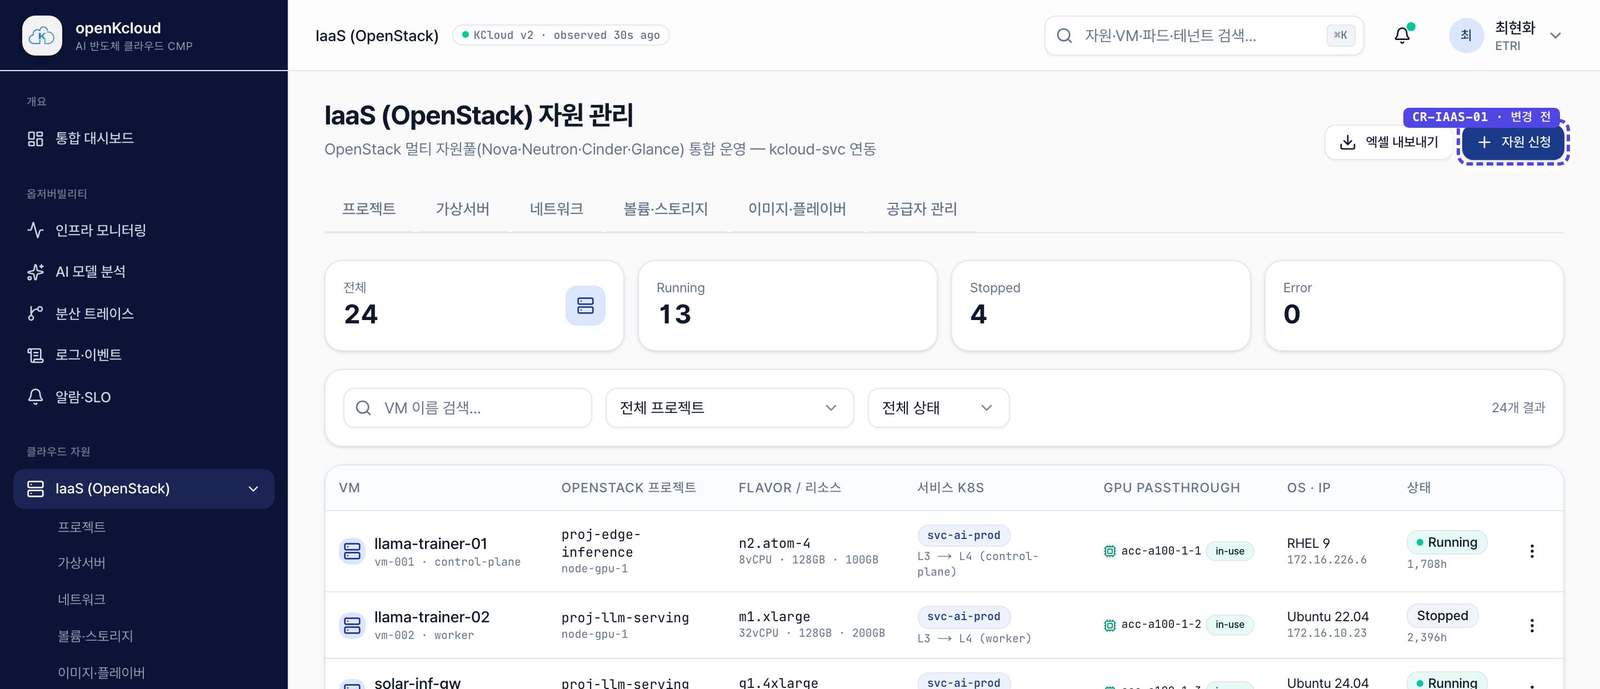 openKcloud
AI 반도체 클라우드 CMP
개요
통합 대시보드
옵저버빌리티
인프라 모니터링
AI 모델 분석
분산 트레이스
로그·이벤트
알람·SLO
클라우드 자원
IaaS (OpenStack)
프로젝트
가상서버
네트워크
볼륨·스토리지
이미지·플레이버
IaaS (OpenStack)
KCloud v2 · observed 30s ago
자원·VM·파드·테넌트 검색...
⌘K
최
최현화
ETRI
IaaS (OpenStack) 자원 관리
OpenStack 멀티 자원풀(Nova·Neutron·Cinder·Glance) 통합 운영 — kcloud-svc 연동
엑셀 내보내기
CR-IAAS-01 · 변경 전
자원 신청
프로젝트 가상서버 네트워크 볼륨·스토리지 이미지·플레이버 공급자 관리
전체
24
Running
13
Stopped
4
Error
0
VM 이름 검색...
전체 프로젝트
전체 상태
24개 결과
VM OPENSTACK 프로젝트 FLAVOR / 리소스 서비스 K8S GPU PASSTHROUGH OS · IP 상태
llama-trainer-01
vm-001 · control-plane
proj-edge-
inference
node-gpu-1
n2.atom-4
8vCPU · 128GB · 100GB
svc-ai-prod
L3 → L4 (control-
plane)
acc-a100-1-1 in-use
RHEL 9
172.16.226.6
Running
1,708h
llama-trainer-02
vm-002 · worker
proj-llm-serving
node-gpu-1
m1.xlarge
32vCPU · 128GB · 200GB
svc-ai-prod
L3 → L4 (worker)
acc-a100-1-2 in-use
Ubuntu 22.04
172.16.10.23
Stopped
2,396h
solar-inf-gw
proj-llm-serving
g1.4xlarge
svc-ai-prod
Ubuntu 24.04
Running